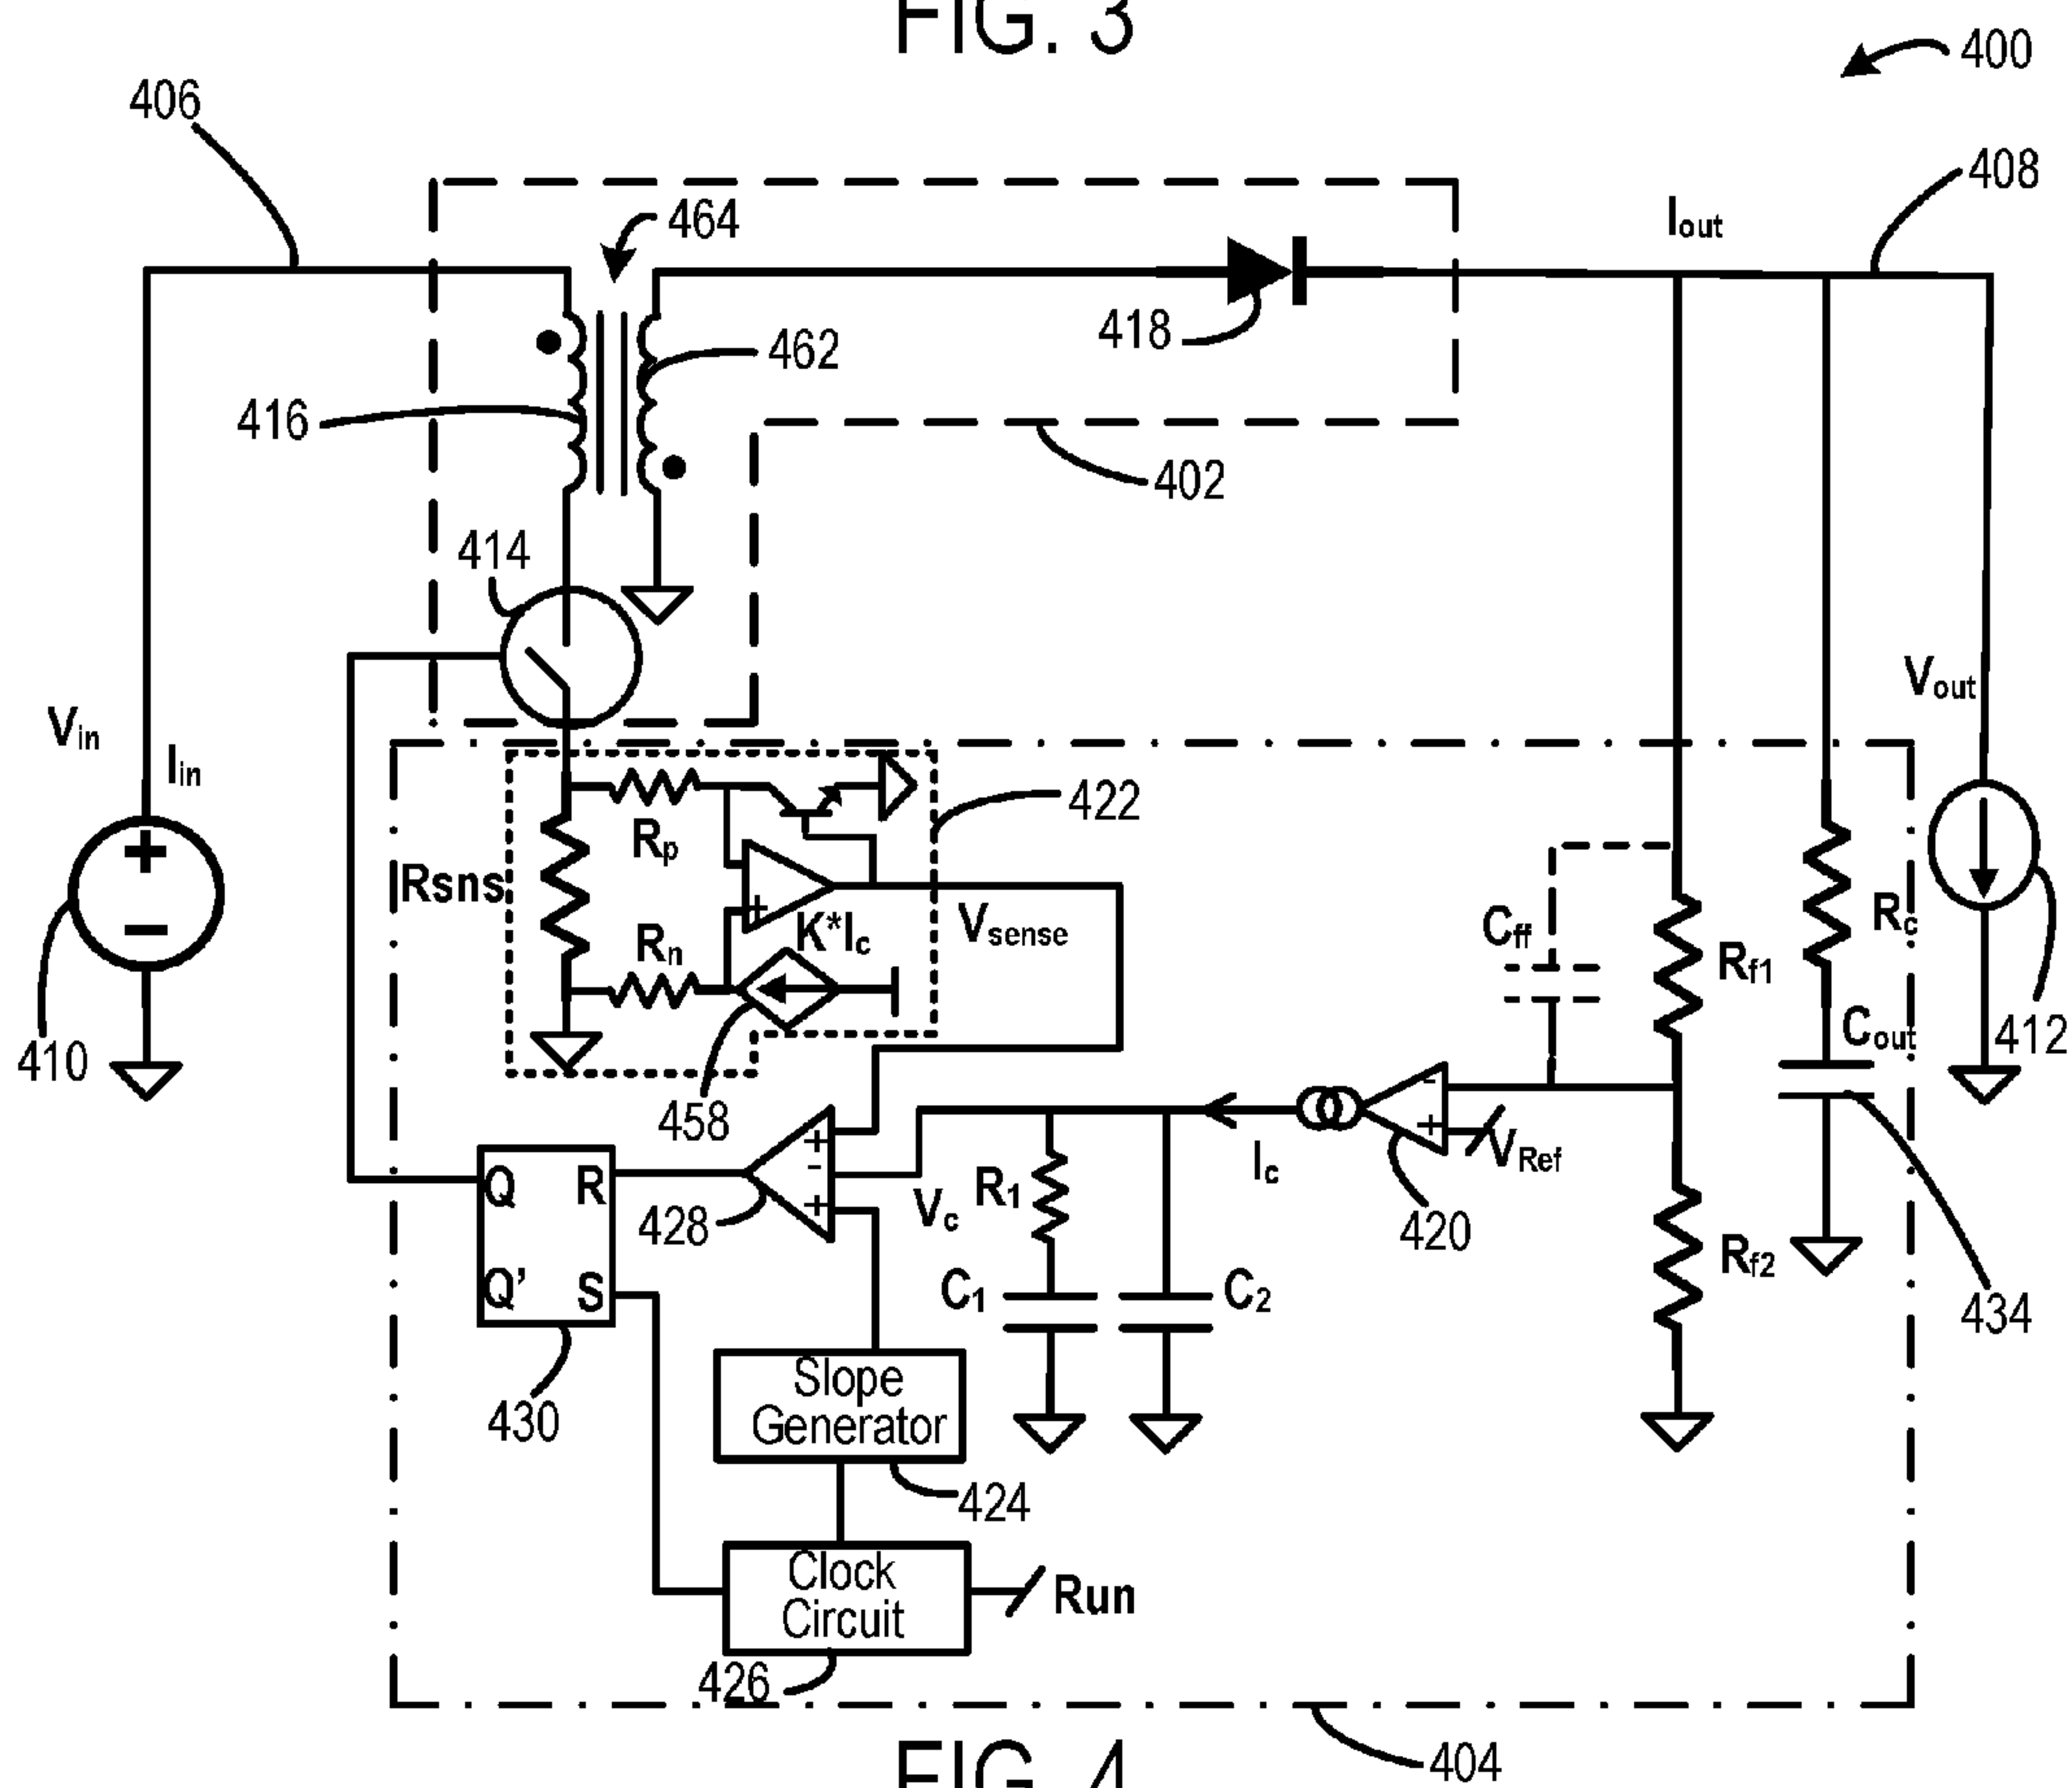 FIG. 3
400
406
408
464
Iout
418
462
416
402
414
Vin
Iin
Vout
422
Rp
Rsns
+
Rn
K*Ic
Vsense
Cff
Rf1
Rc
+
−
410
Cout
412
458
-
+
VRef
Ic
+
-
+
Q
R
Vc
R1
428
420
Rf2
Q'
S
C1
C2
434
430
Slope
Generator
424
Clock
Circuit
Run
426
404
FIG. 4